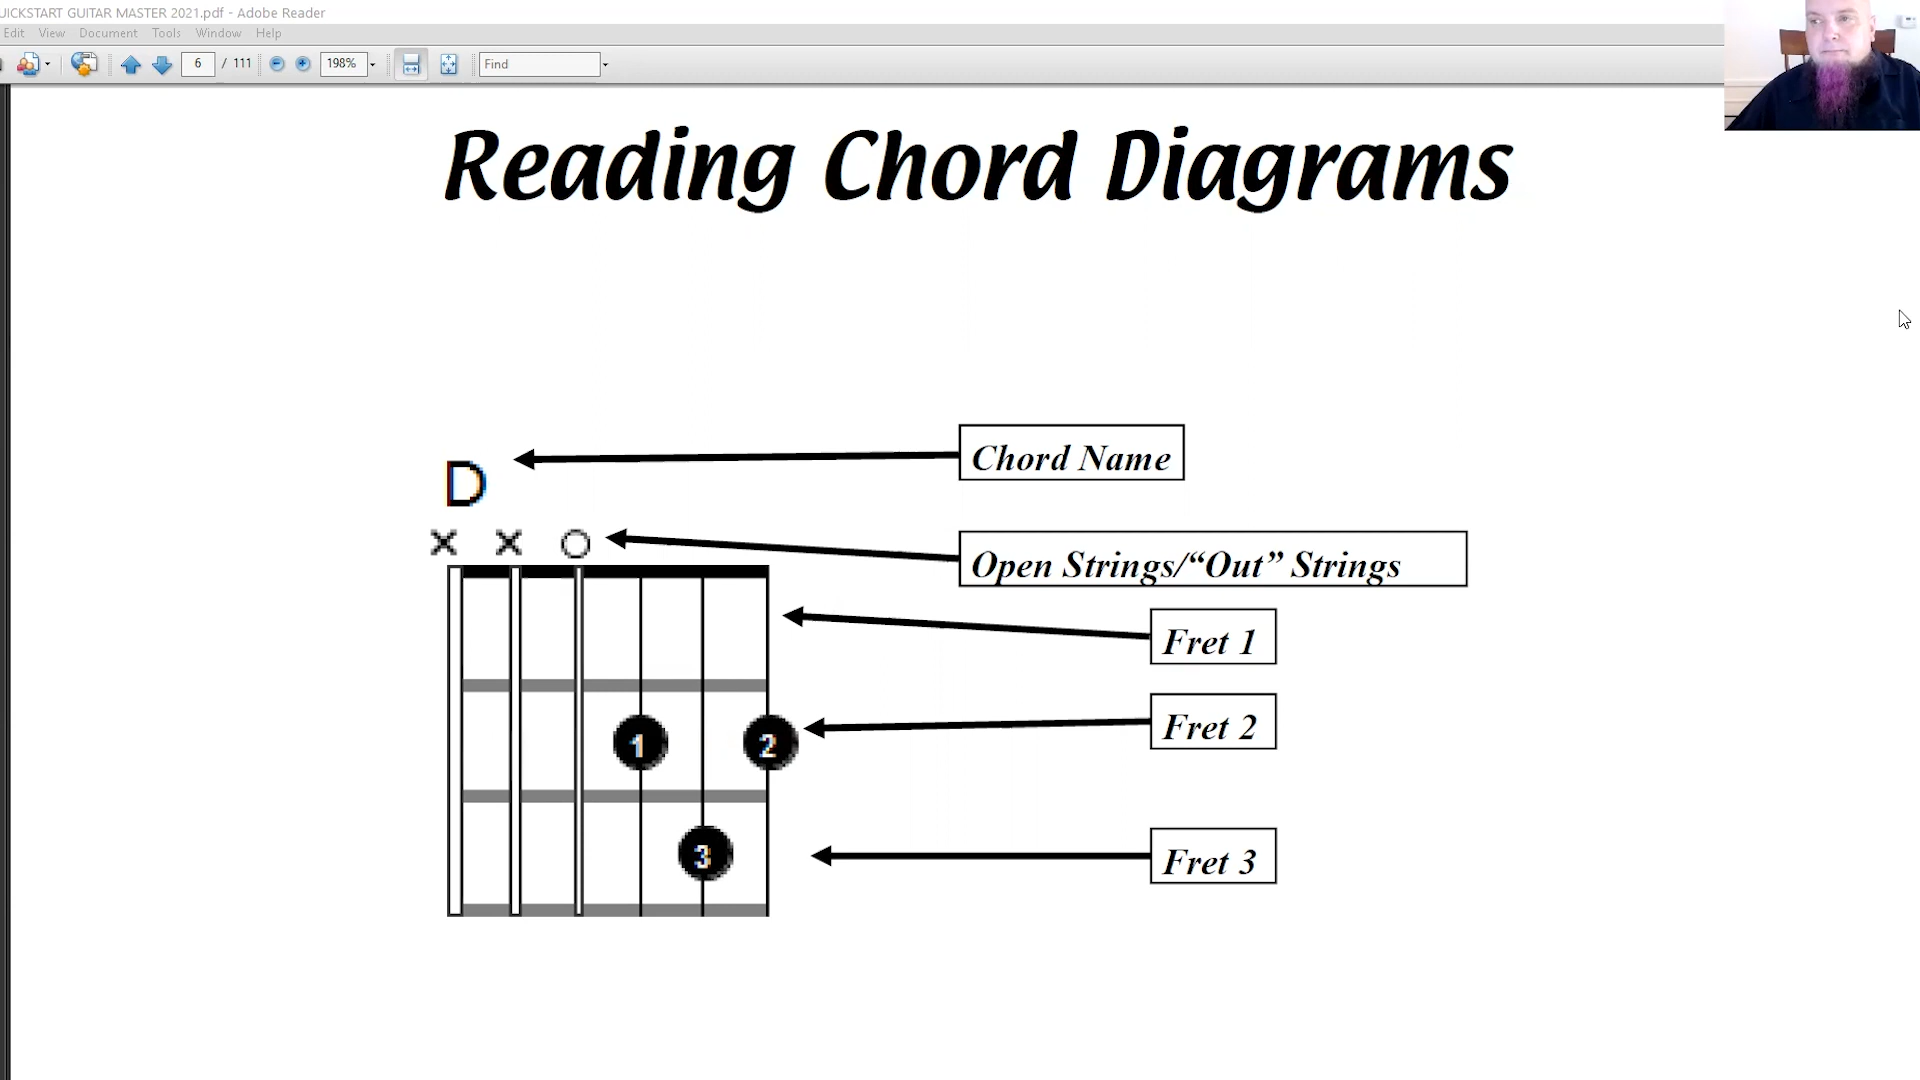 UICKSTART GUITAR MASTER 2021.pdf - Adobe Reader
Edit View Document Tools Window Help
6 / 111 198% Find
Reading Chord Diagrams
Chord Name
D
× × ○
Open Strings/“Out” Strings
Fret 1
1 2
Fret 2
3
Fret 3